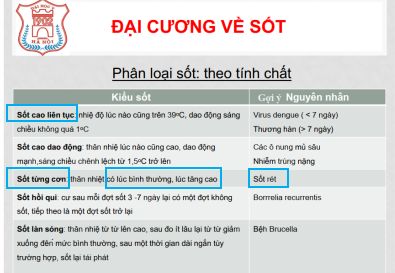 HÀ NỘI
ĐẠI CƯƠNG VỀ SỐT
Phân loại sốt: theo tính chất
Kiểu sốt
Gợi ý Nguyên nhân
Sốt cao liên tục: nhiệ độ lúc nào cũng trên 39ºC, dao động sáng
chiều không quá 1ºC
Virus dengue ( < 7 ngày)
Thương hàn (> 7 ngày)
Sốt cao dao động: thân nhiệt lúc nào cũng cao, dao động
mạnh,sáng chiều chênh lệch từ 1,5ºC trở lên
Các ô nung mủ sâu
Nhiễm trùng nặng
Sốt từng cơn: thân nhiệt có lúc bình thường, lúc tăng cao
Sốt rét
Sốt hồi qui: cư sau mỗi đợt sốt 3 -7 ngày lại có một đợt không
sốt, tiếp theo là một đợt sốt trở lại
Borrrelia recurrentis
Sốt làn sóng: thân nhiệt từ từ lên cao, sau đo ít lâu lại từ từ giảm
xuống đến mức bình thường, sau một thời gian dài ngắn tùy
trường hợp, sốt lại tái phát
Bệh Brucella